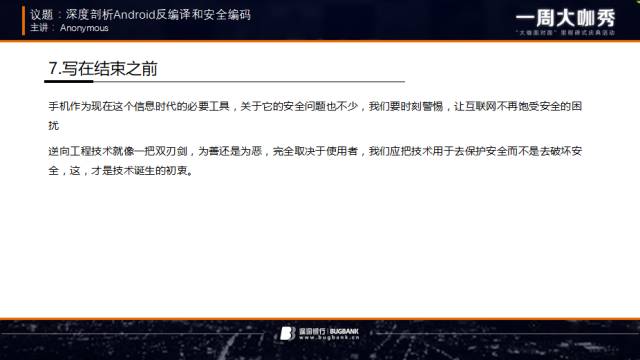 议题：深度剖析Android反编译和安全编码
主讲：Anonymous
一周大咖秀
“大咖面对面”里程碑式庆典活动
7.写在结束之前
手机作为现在这个信息时代的必要工具，关于它的安全问题也不少，我们要时刻警惕，让互联网不再饱受安全的困
扰
逆向工程技术就像一把双刃剑，为善还是为恶，完全取决于使用者，我们应把技术用于去保护安全而不是去破坏安
全，这，才是技术诞生的初衷。
漏洞银行 BUGBANK
www.bugbank.cn